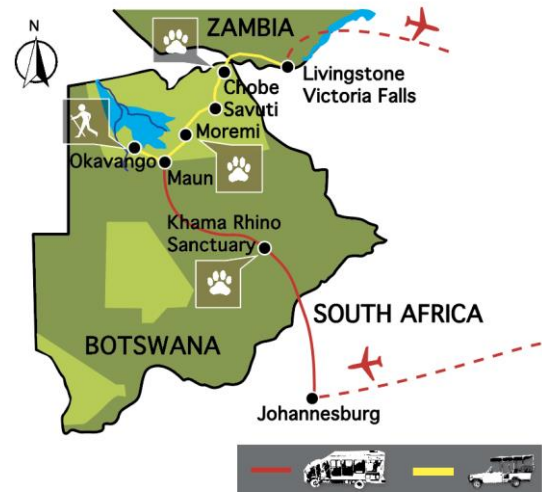 ZAMBIA
N
Livingstone
Victoria Falls
Chobe
Savuti
Moremi
Okavango
Maun
Khama Rhino
Sanctuary
SOUTH AFRICA
BOTSWANA
Johannesburg